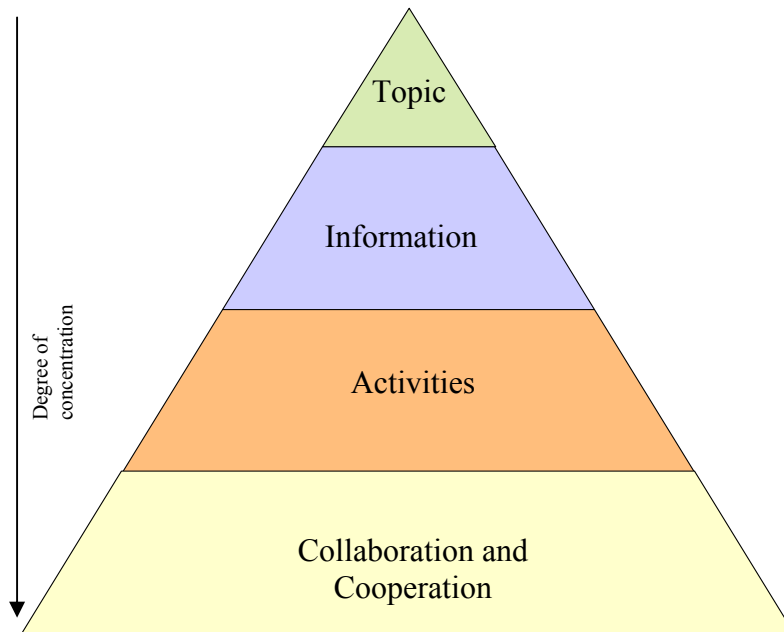 Topic
Information
Degree of
concentration
Activities
Collaboration and
Cooperation